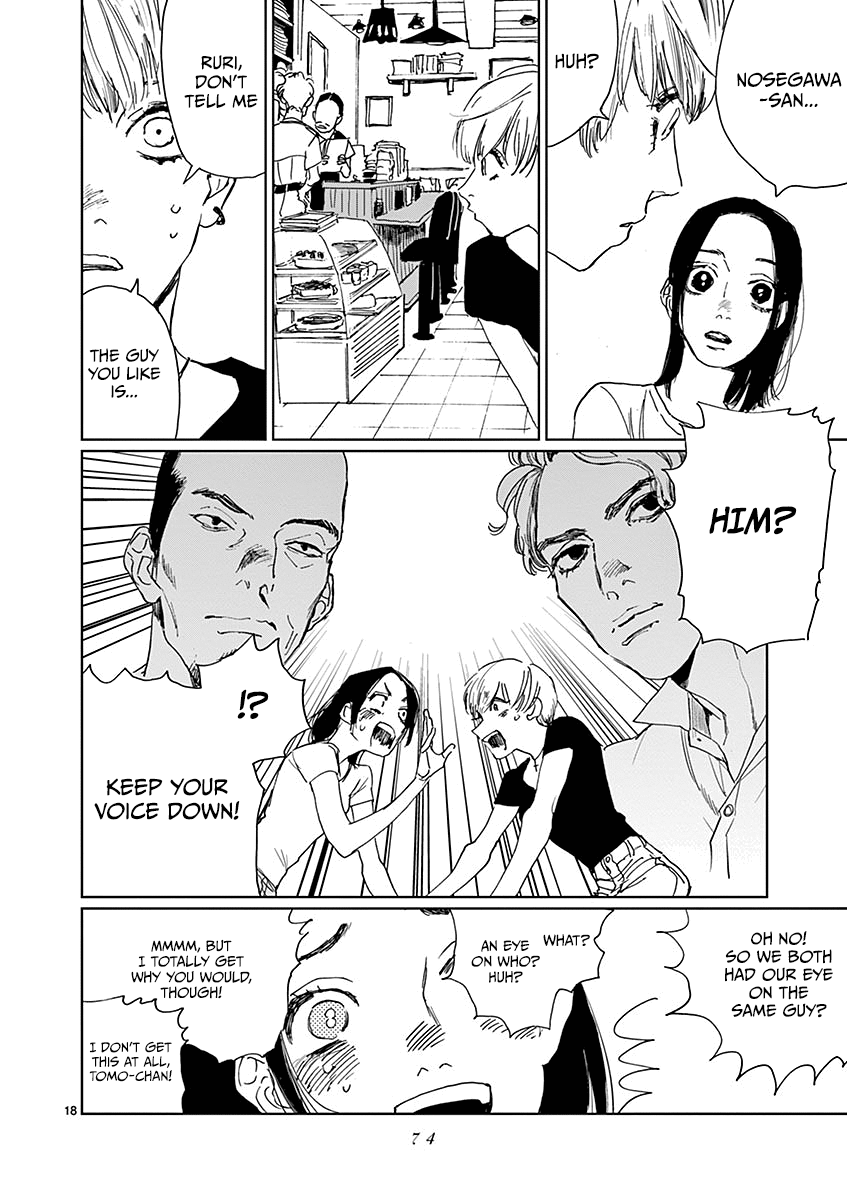 NOSEGAWA
-SAN...
HUH?
RURI,
DON'T
TELL ME
THE GUY
YOU LIKE
IS...
HIM?
!?
KEEP YOUR
VOICE DOWN!
OH NO!
SO WE BOTH
HAD OUR EYE
ON THE
SAME GUY?
WHAT?
AN EYE
ON WHO?
HUH?
MMMM, BUT
I TOTALLY GET
WHY YOU WOULD,
THOUGH!
I DON'T GET
THIS AT ALL,
TOMO-CHAN!
18
74